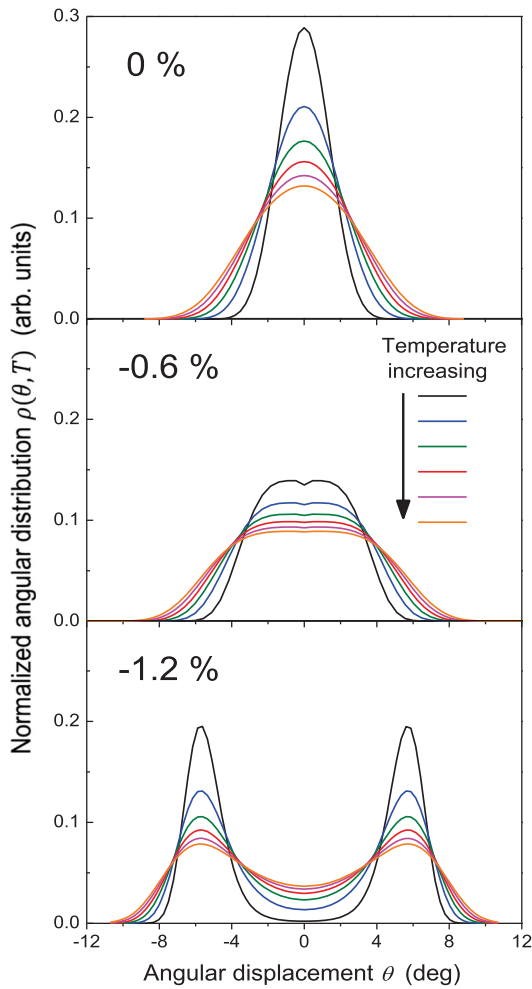 0.3
0 %
0.2
0.1
0.0
-0.6 %
Temperature
increasing
0.2
0.1
0.0
-1.2 %
0.2
0.1
0.0
-12 -8 -4 0 4 8 12
Angular displacement θ (deg)
Normalized angular distribution ρ(θ,T) (arb. units)